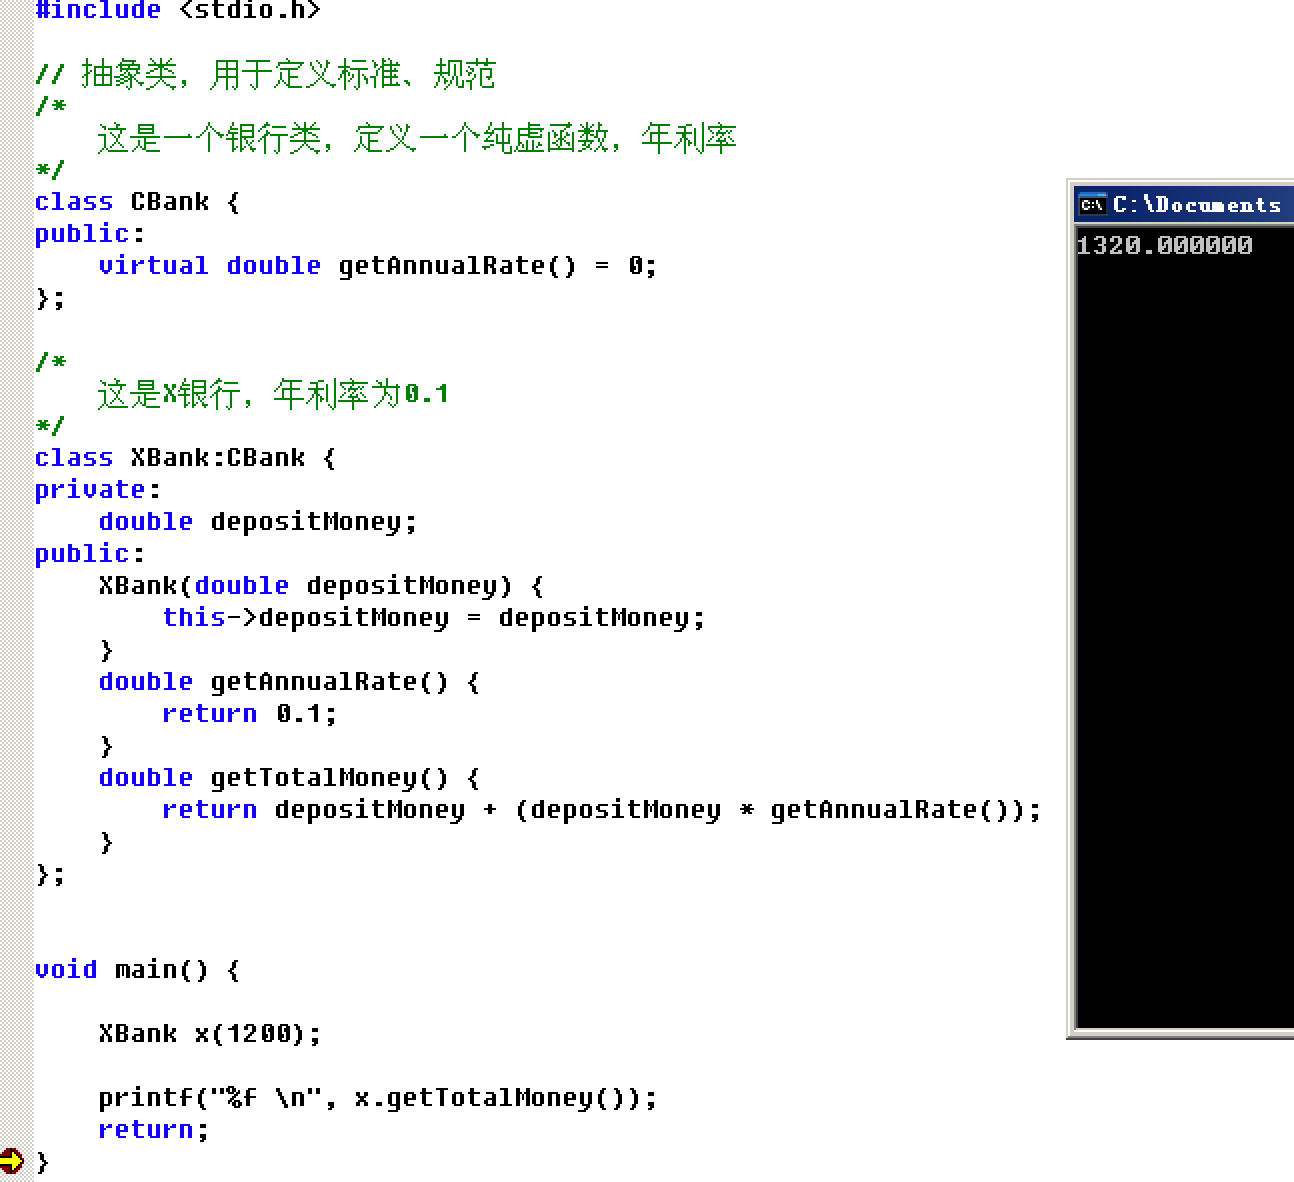 #include <stdio.h>
// 抽象类，用于定义标准、规范
/*
    这是一个银行类，定义一个纯虚函数，年利率
*/
class CBank {
public:
    virtual double getAnnualRate() = 0;
};
/*
    这是X银行，年利率为0.1
*/
class XBank:CBank {
private:
    double depositMoney;
public:
    XBank(double depositMoney) {
        this->depositMoney = depositMoney;
    }
    double getAnnualRate() {
        return 0.1;
    }
    double getTotalMoney() {
        return depositMoney + (depositMoney * getAnnualRate());
    }
};
void main() {
    XBank x(1200);
    printf("%f \n", x.getTotalMoney());
    return;
}
C:\ C:\Documents
1320.000000